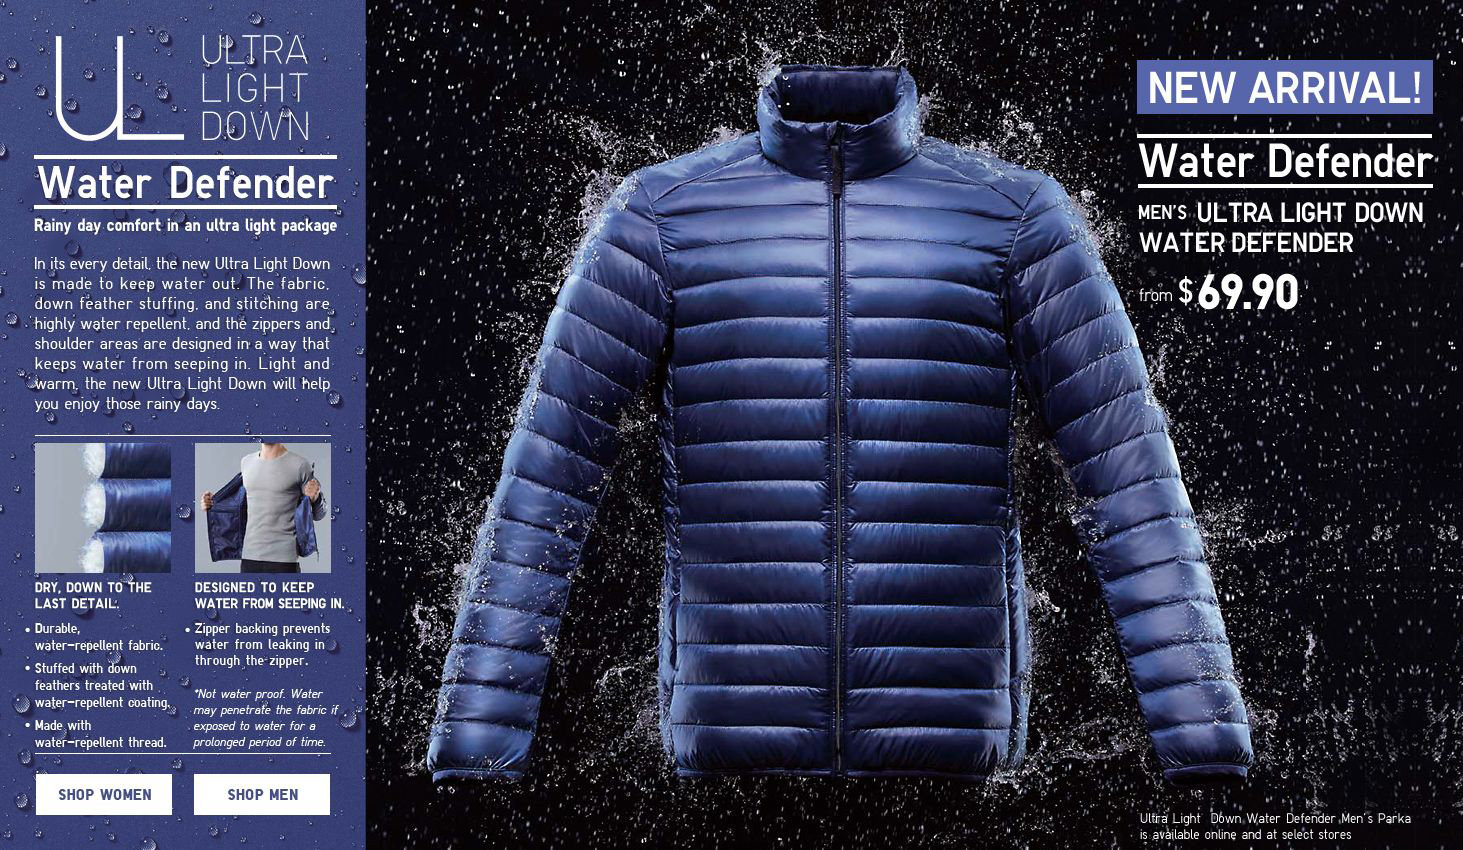 UL
ULTRA
LIGHT
DOWN
Water Defender
Rainy day comfort in an ultra light package
In its every detail, the new Ultra Light Down
is made to keep water out. The fabric,
down feather stuffing, and stitching are
highly water repellent, and the zippers and
shoulder areas are designed in a way that
keeps water from seeping in. Light and
warm, the new Ultra Light Down will help
you enjoy those rainy days.
DRY, DOWN TO THE
LAST DETAIL.
• Durable,
water-repellent fabric.
• Stuffed with down
feathers treated with
water-repellent coating.
• Made with
water-repellent thread.
DESIGNED TO KEEP
WATER FROM SEEPING IN.
• Zipper backing prevents
water from leaking in
through the zipper.
*Not water proof. Water
may penetrate the fabric if
exposed to water for a
prolonged period of time.
SHOP WOMEN
SHOP MEN
NEW ARRIVAL!
Water Defender
MEN'S ULTRA LIGHT DOWN
WATER DEFENDER
from $69.90
Ultra Light Down Water Defender Men's Parka
is available online and at select stores